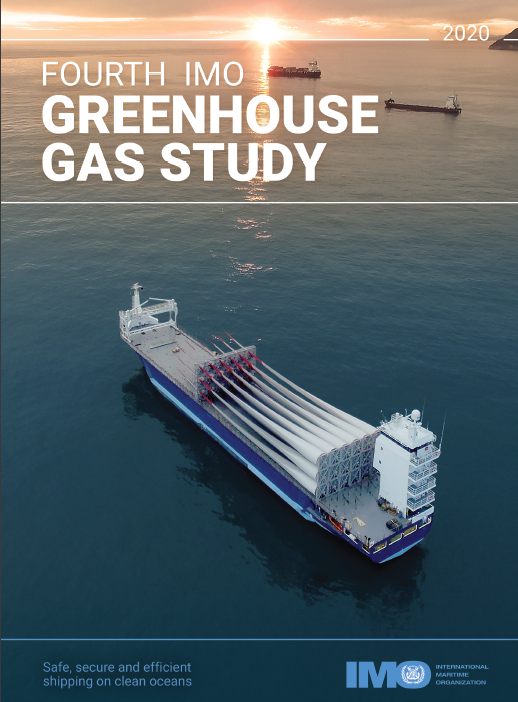 2020
FOURTH IMO
GREENHOUSE
GAS STUDY
Safe, secure and efficient
shipping on clean oceans
IMO
INTERNATIONAL
MARITIME
ORGANIZATION